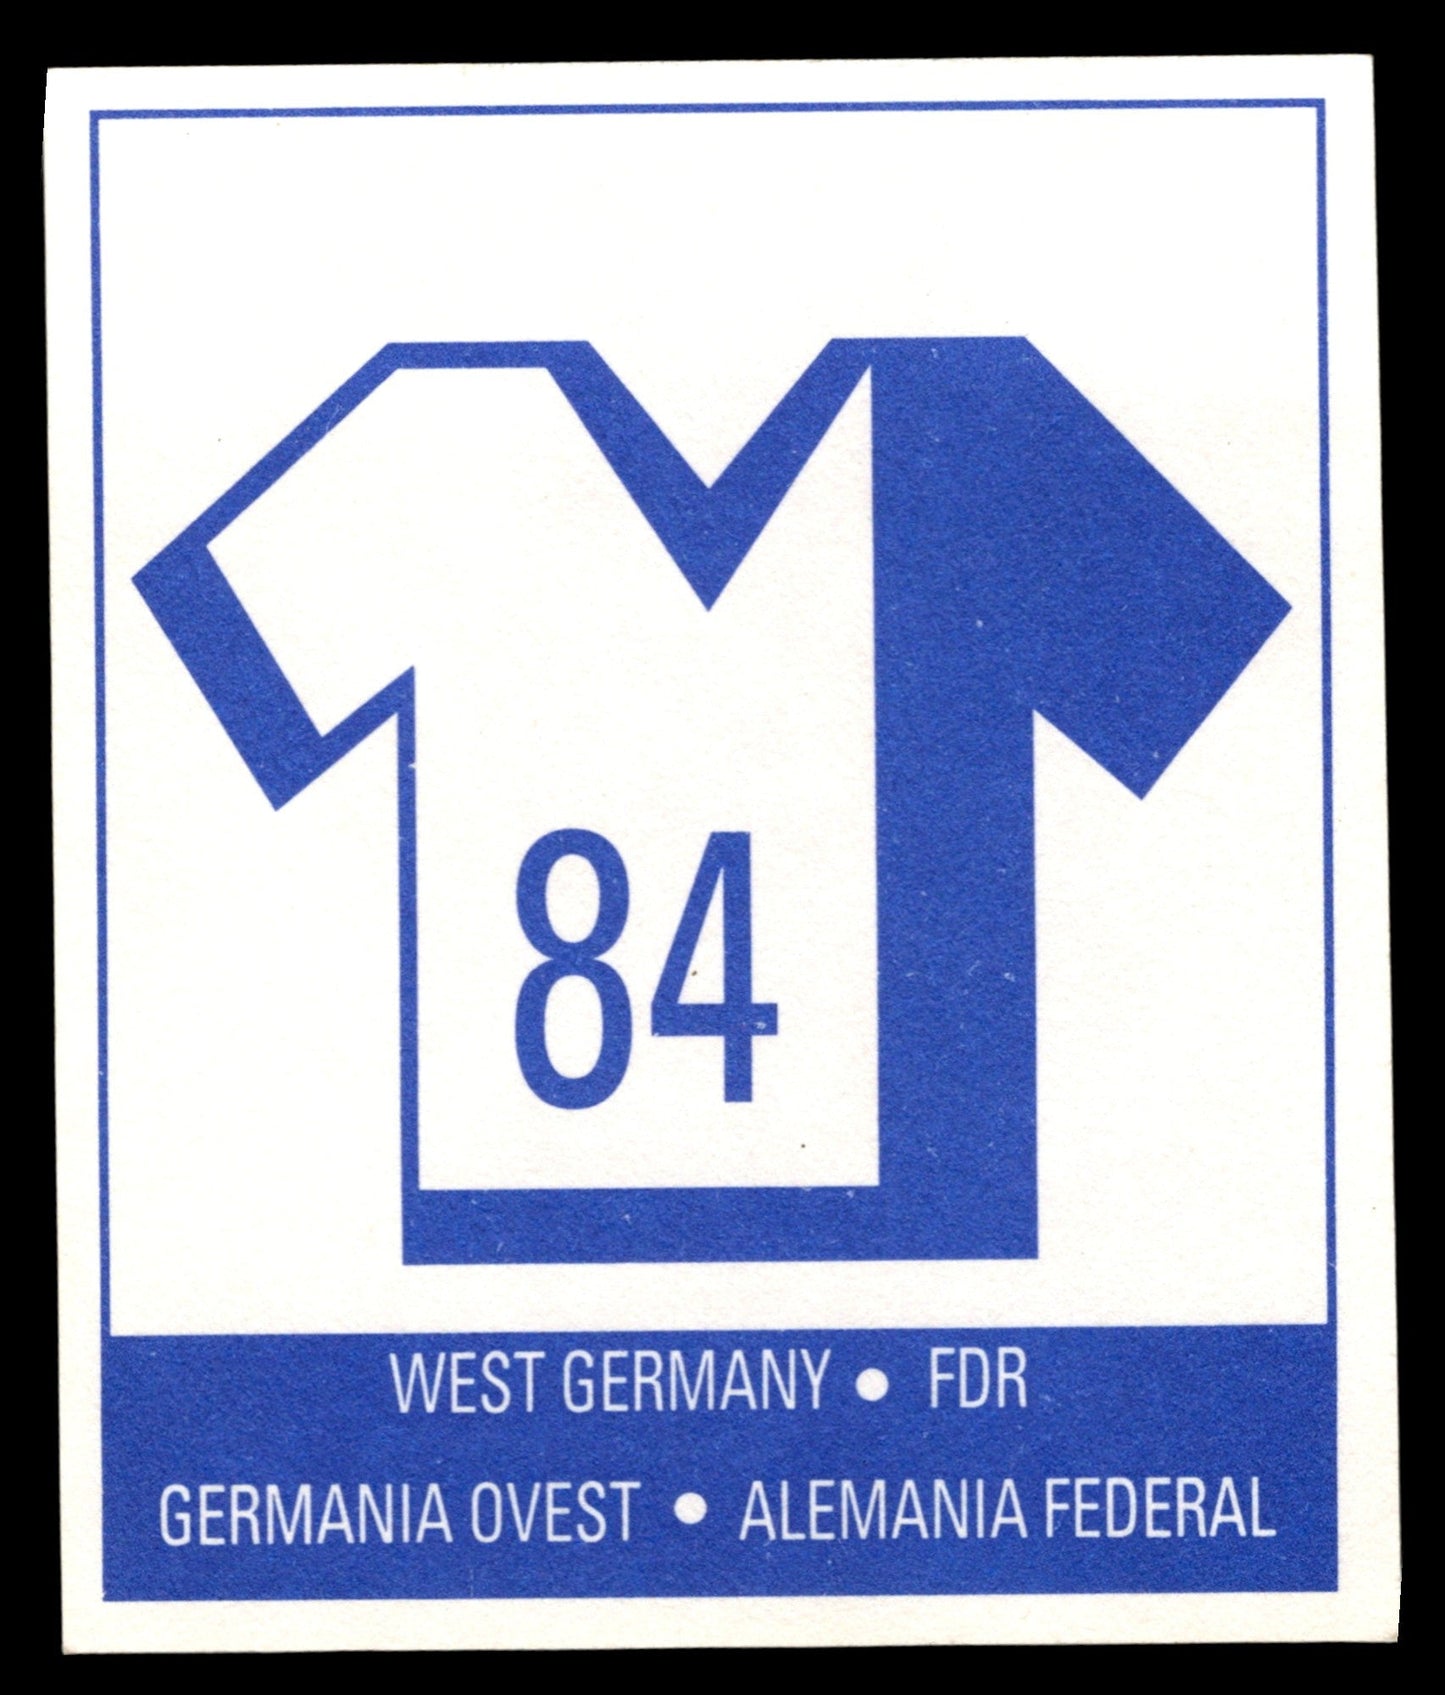 84
WEST GERMANY • FDR
GERMANIA OVEST • ALEMANIA FEDERAL